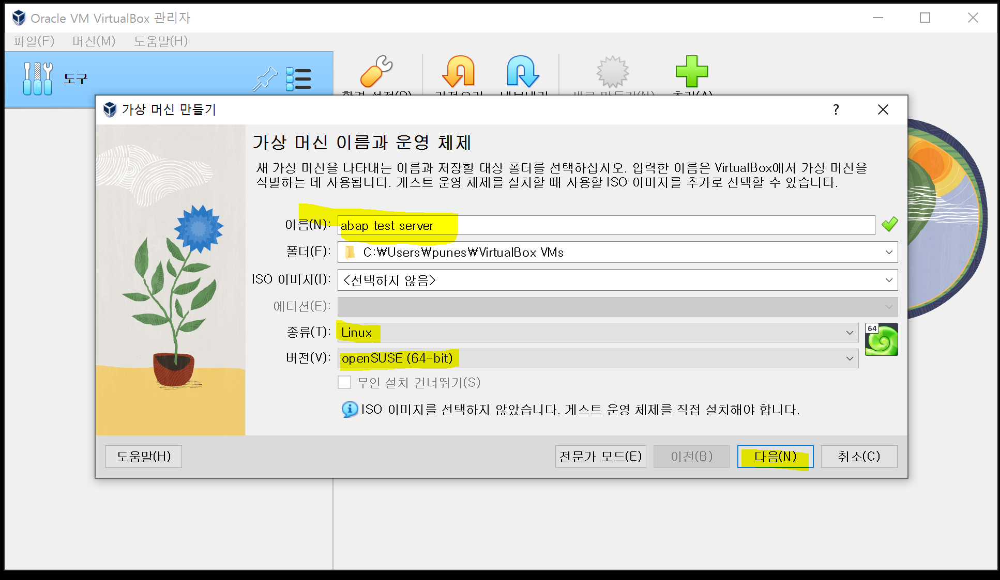 Oracle VM VirtualBox 관리자
파일(F) 머신(M) 도움말(H)
도구
가상 머신 만들기
?
가상 머신 이름과 운영 체제
새 가상 머신을 나타내는 이름과 저장할 대상 폴더를 선택하십시오. 입력한 이름은 VirtualBox에서 가상 머신을
식별하는 데 사용됩니다. 게스트 운영 체제를 설치할 때 사용할 ISO 이미지를 추가로 선택할 수 있습니다.
이름(N): abap test server
폴더(F): C:₩Users₩punes₩VirtualBox VMs
ISO 이미지(I): <선택하지 않음>
에디션(E):
종류(T): Linux
64
버전(V): openSUSE (64-bit)
무인 설치 건너뛰기(S)
ISO 이미지를 선택하지 않았습니다. 게스트 운영 체제를 직접 설치해야 합니다.
도움말(H) 전문가 모드(E) 이전(B) 다음(N) 취소(C)